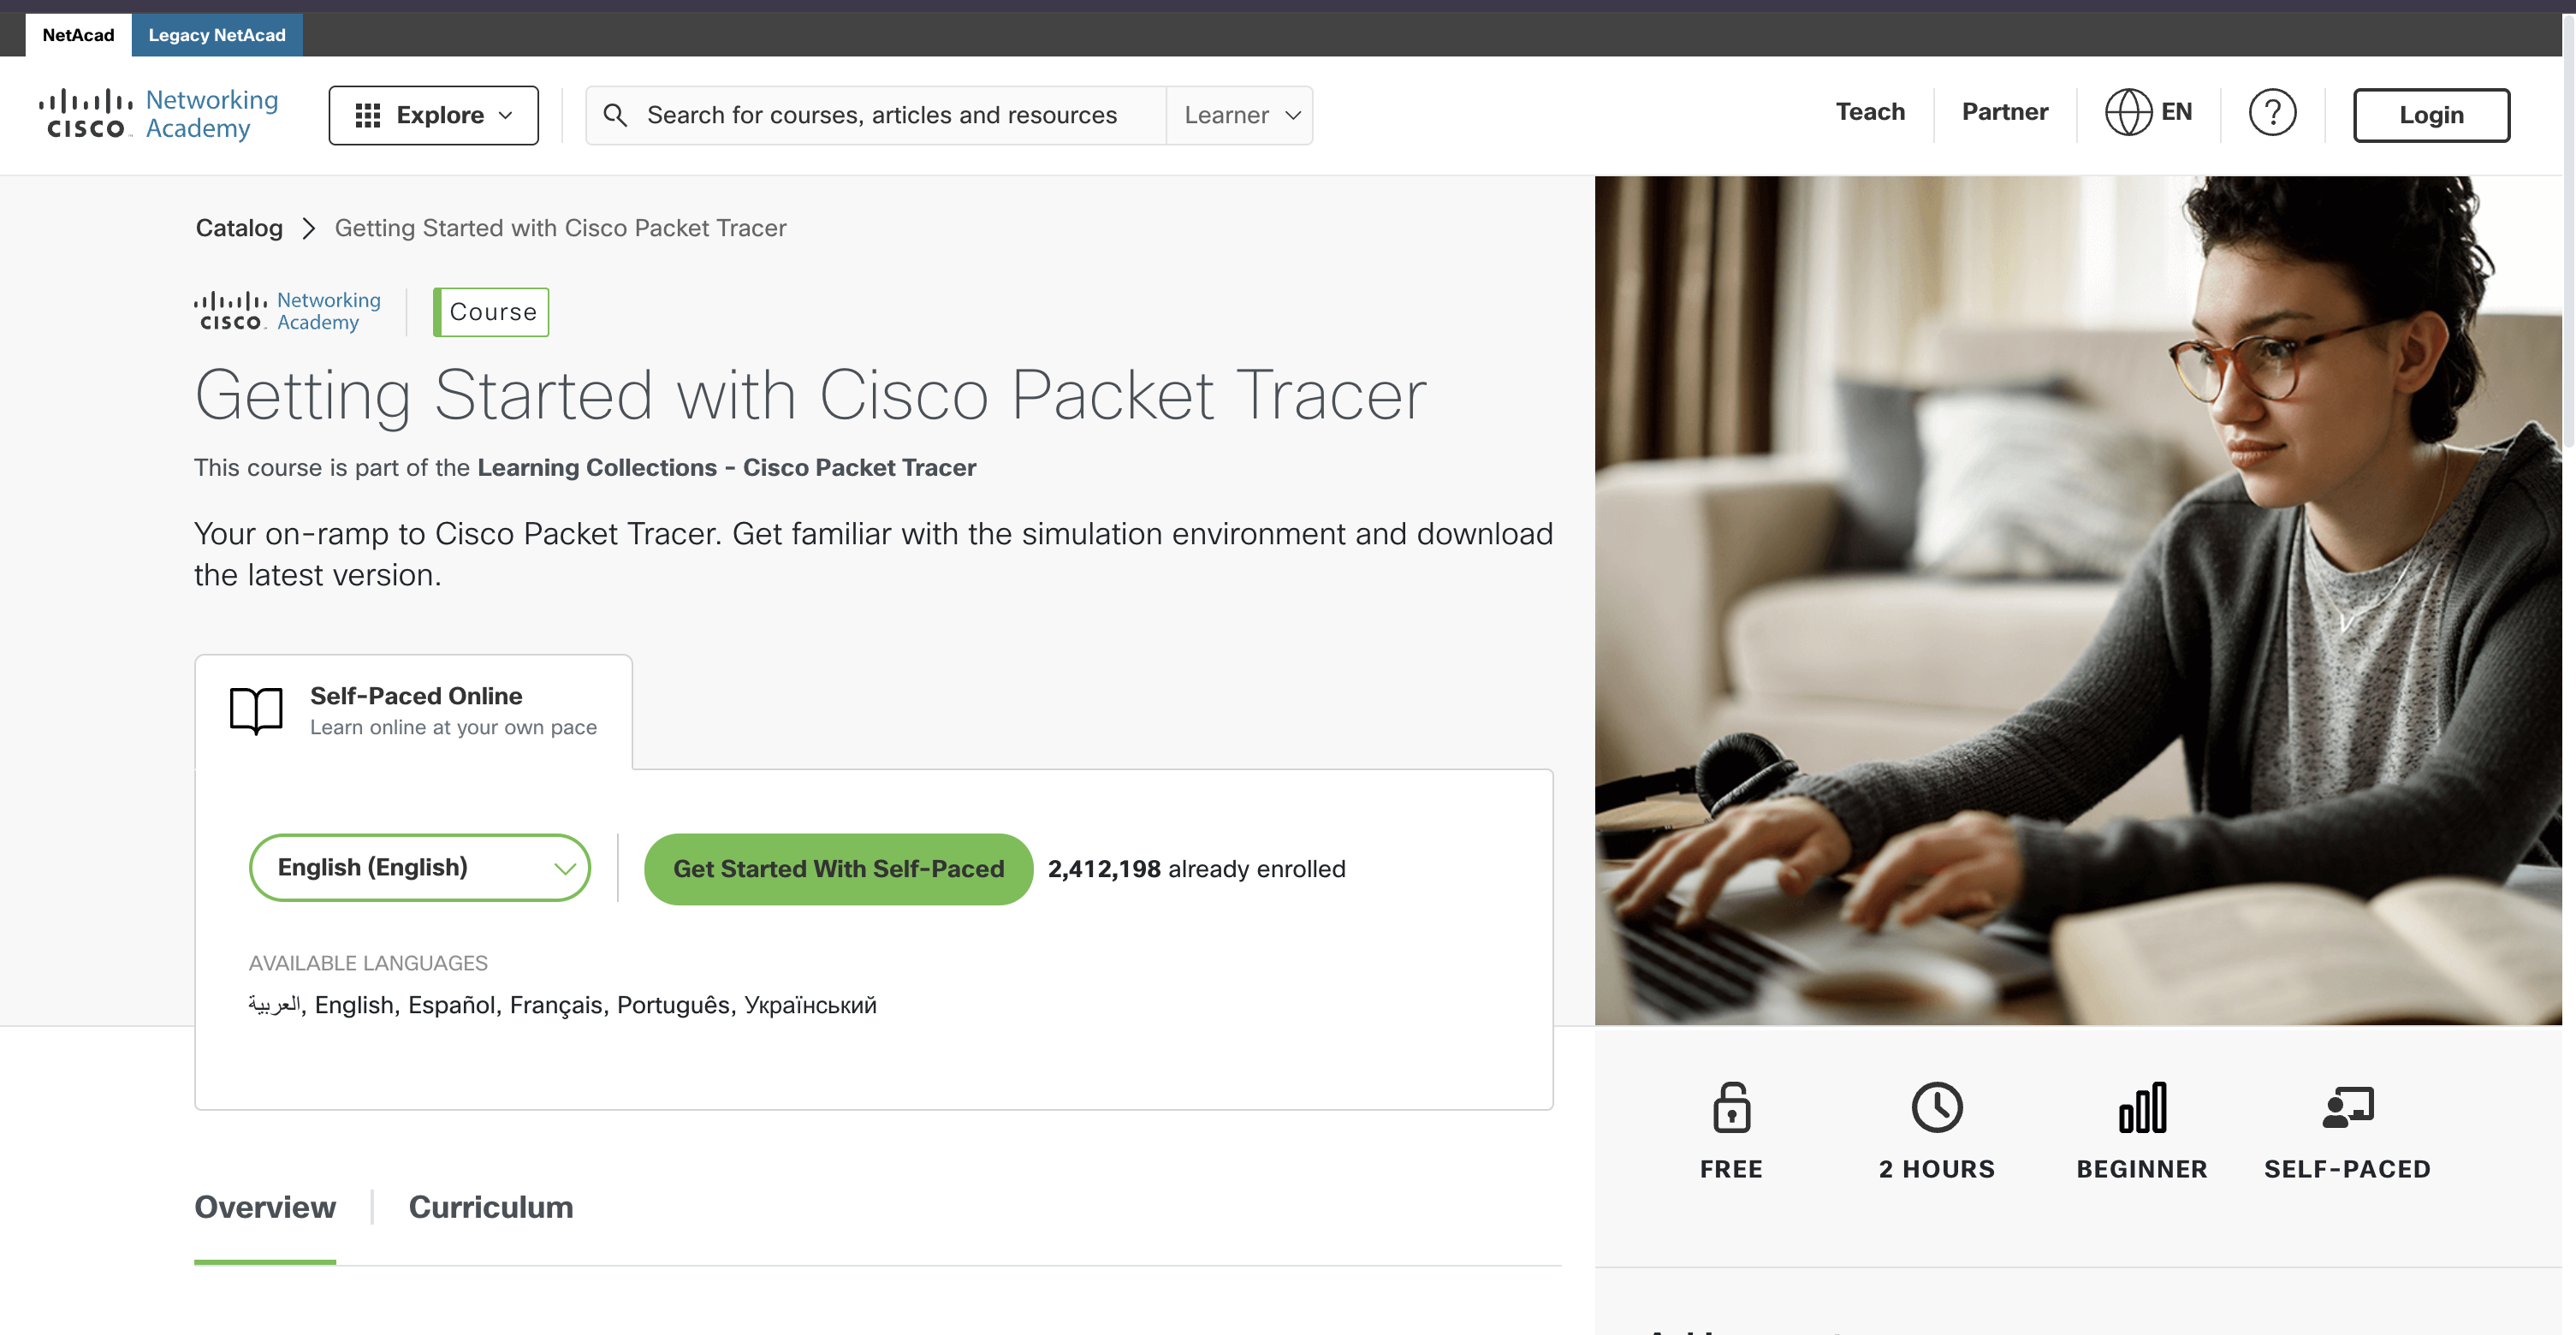 NetAcad
Legacy NetAcad
CISCO
Networking
Academy
Explore
Search for courses, articles and resources
Learner
Teach
Partner
EN
?
Login
Catalog
Getting Started with Cisco Packet Tracer
CISCO
Networking
Academy
Course
Getting Started with Cisco Packet Tracer
This course is part of the Learning Collections - Cisco Packet Tracer
Your on-ramp to Cisco Packet Tracer. Get familiar with the simulation environment and download
the latest version.
Self-Paced Online
Learn online at your own pace
English (English)
Get Started With Self-Paced
2,412,198 already enrolled
AVAILABLE LANGUAGES
العربية, English, Español, Français, Português, Український
FREE
2 HOURS
BEGINNER
SELF-PACED
Overview
Curriculum